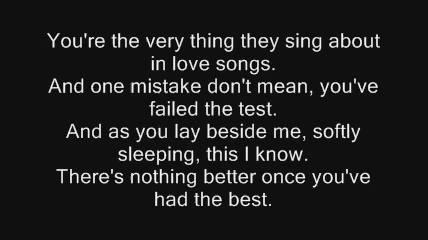 You're the very thing they sing about
in love songs.
And one mistake don't mean, you've
failed the test.
And as you lay beside me, softly
sleeping, this I know.
There's nothing better once you've
had the best.